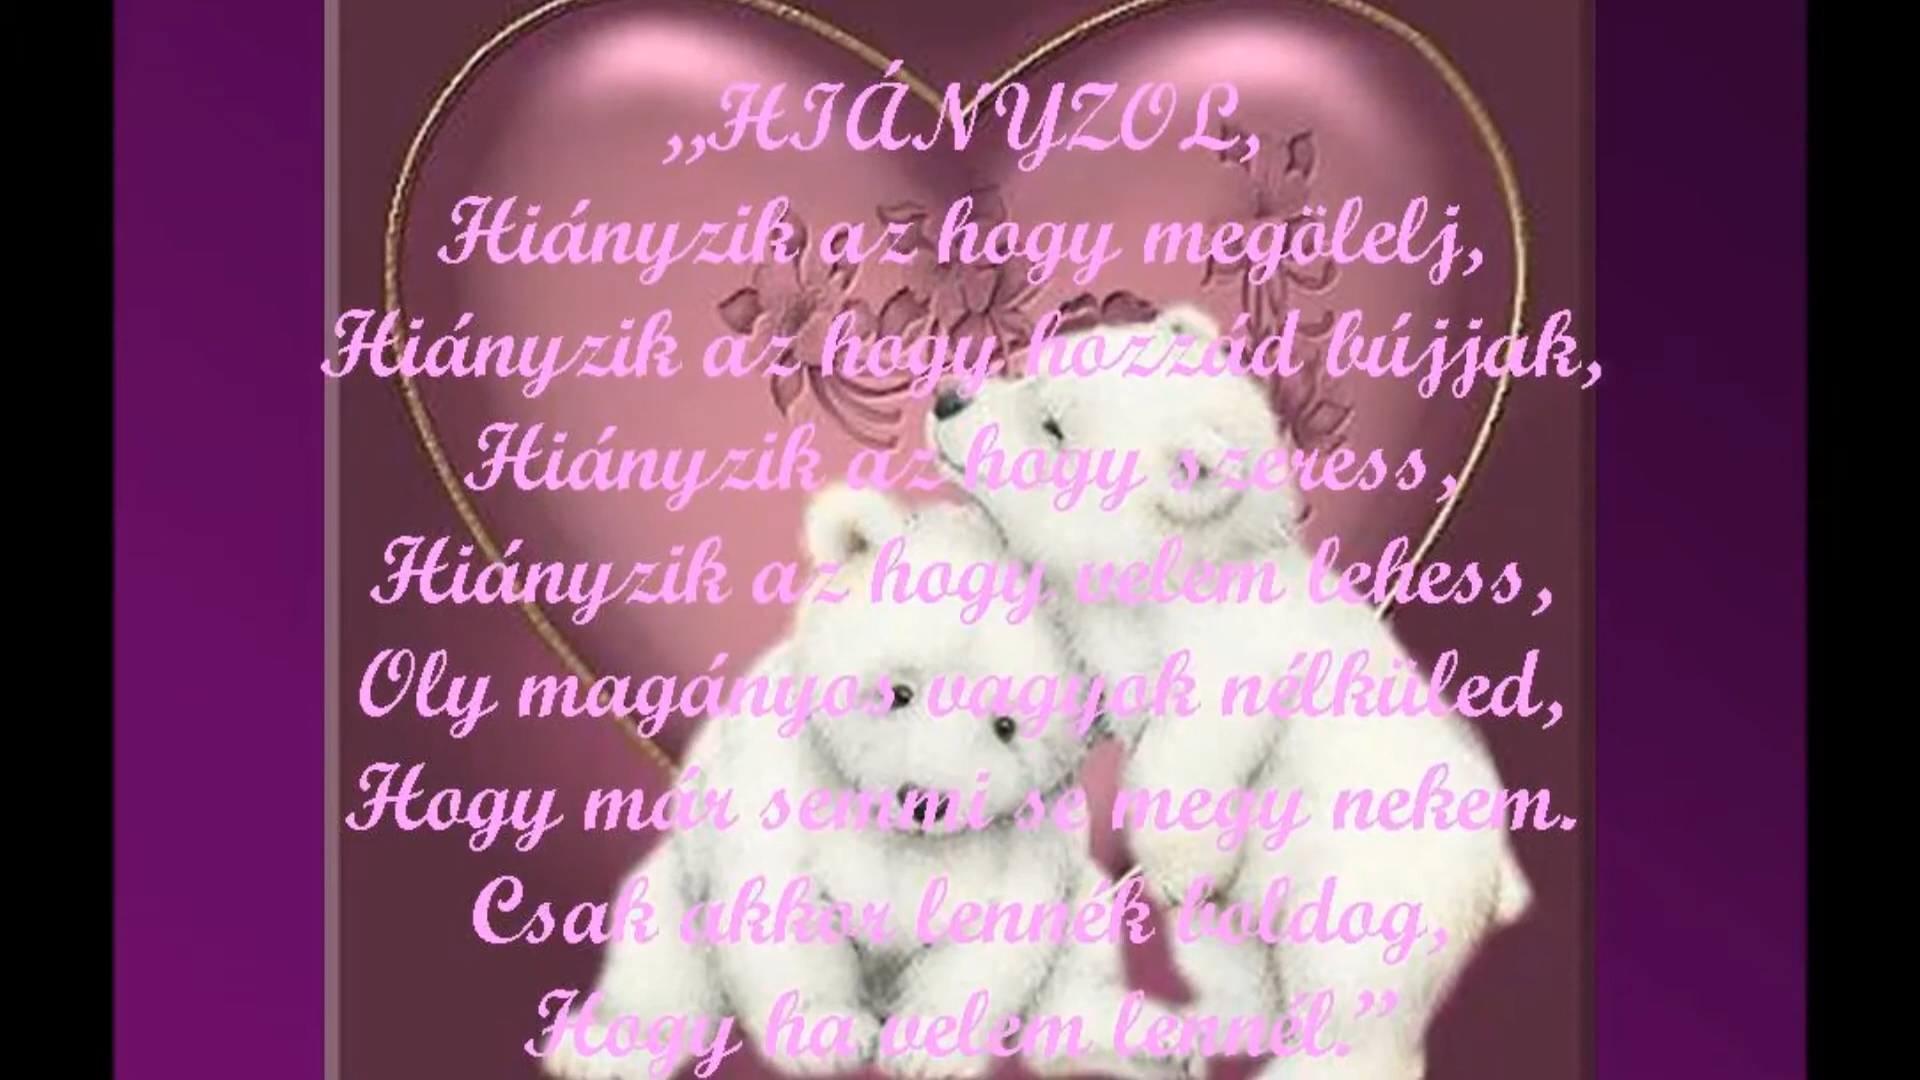 „HIÁNYZOL,
Hiányzik az hogy megölelj,
Hiányzik az hogy hozzád bújjak,
Hiányzik az hogy szeress,
Hiányzik az hogy velem lehess,
Oly magányos vagyok nélküled,
Hogy már semmi se megy nekem.
Csak akkor lennék boldog,
Hogy ha velem lennél.”